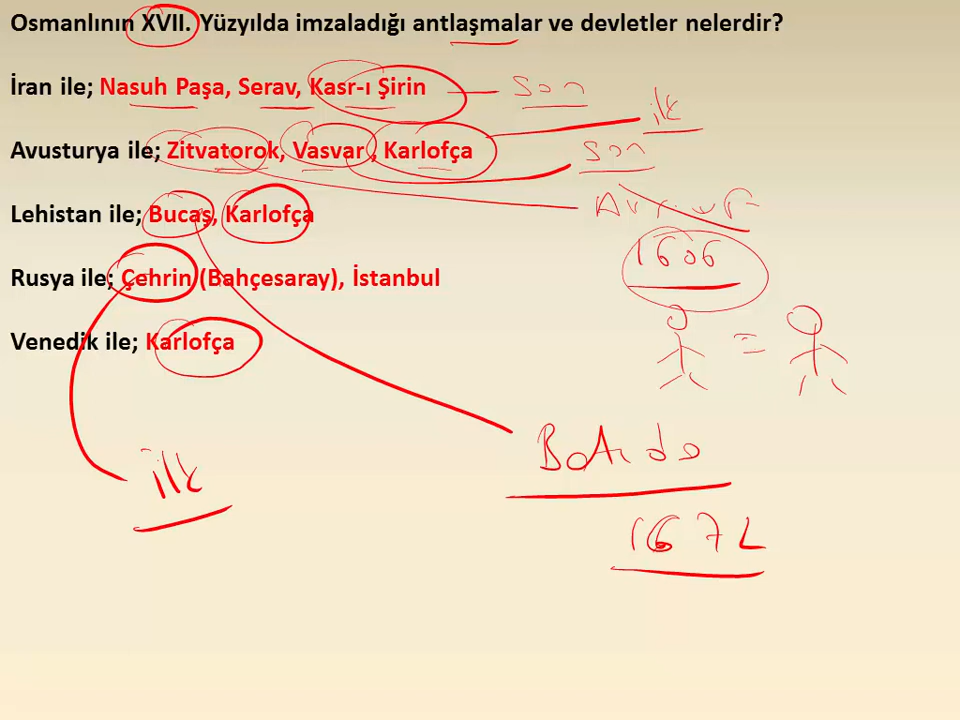 Osmanlının XVII. Yüzyılda imzaladığı antlaşmalar ve devletler nelerdir?
İran ile; Nasuh Paşa, Serav, Kasr-ı Şirin
son
ilk
Avusturya ile; Zitvatorok, Vasvar , Karlofça
son
Lehistan ile; Bucaş, Karlofça
1606
Rusya ile; Çehrin (Bahçesaray), İstanbul
=
Venedik ile; Karlofça
Batıda
ilk
1672